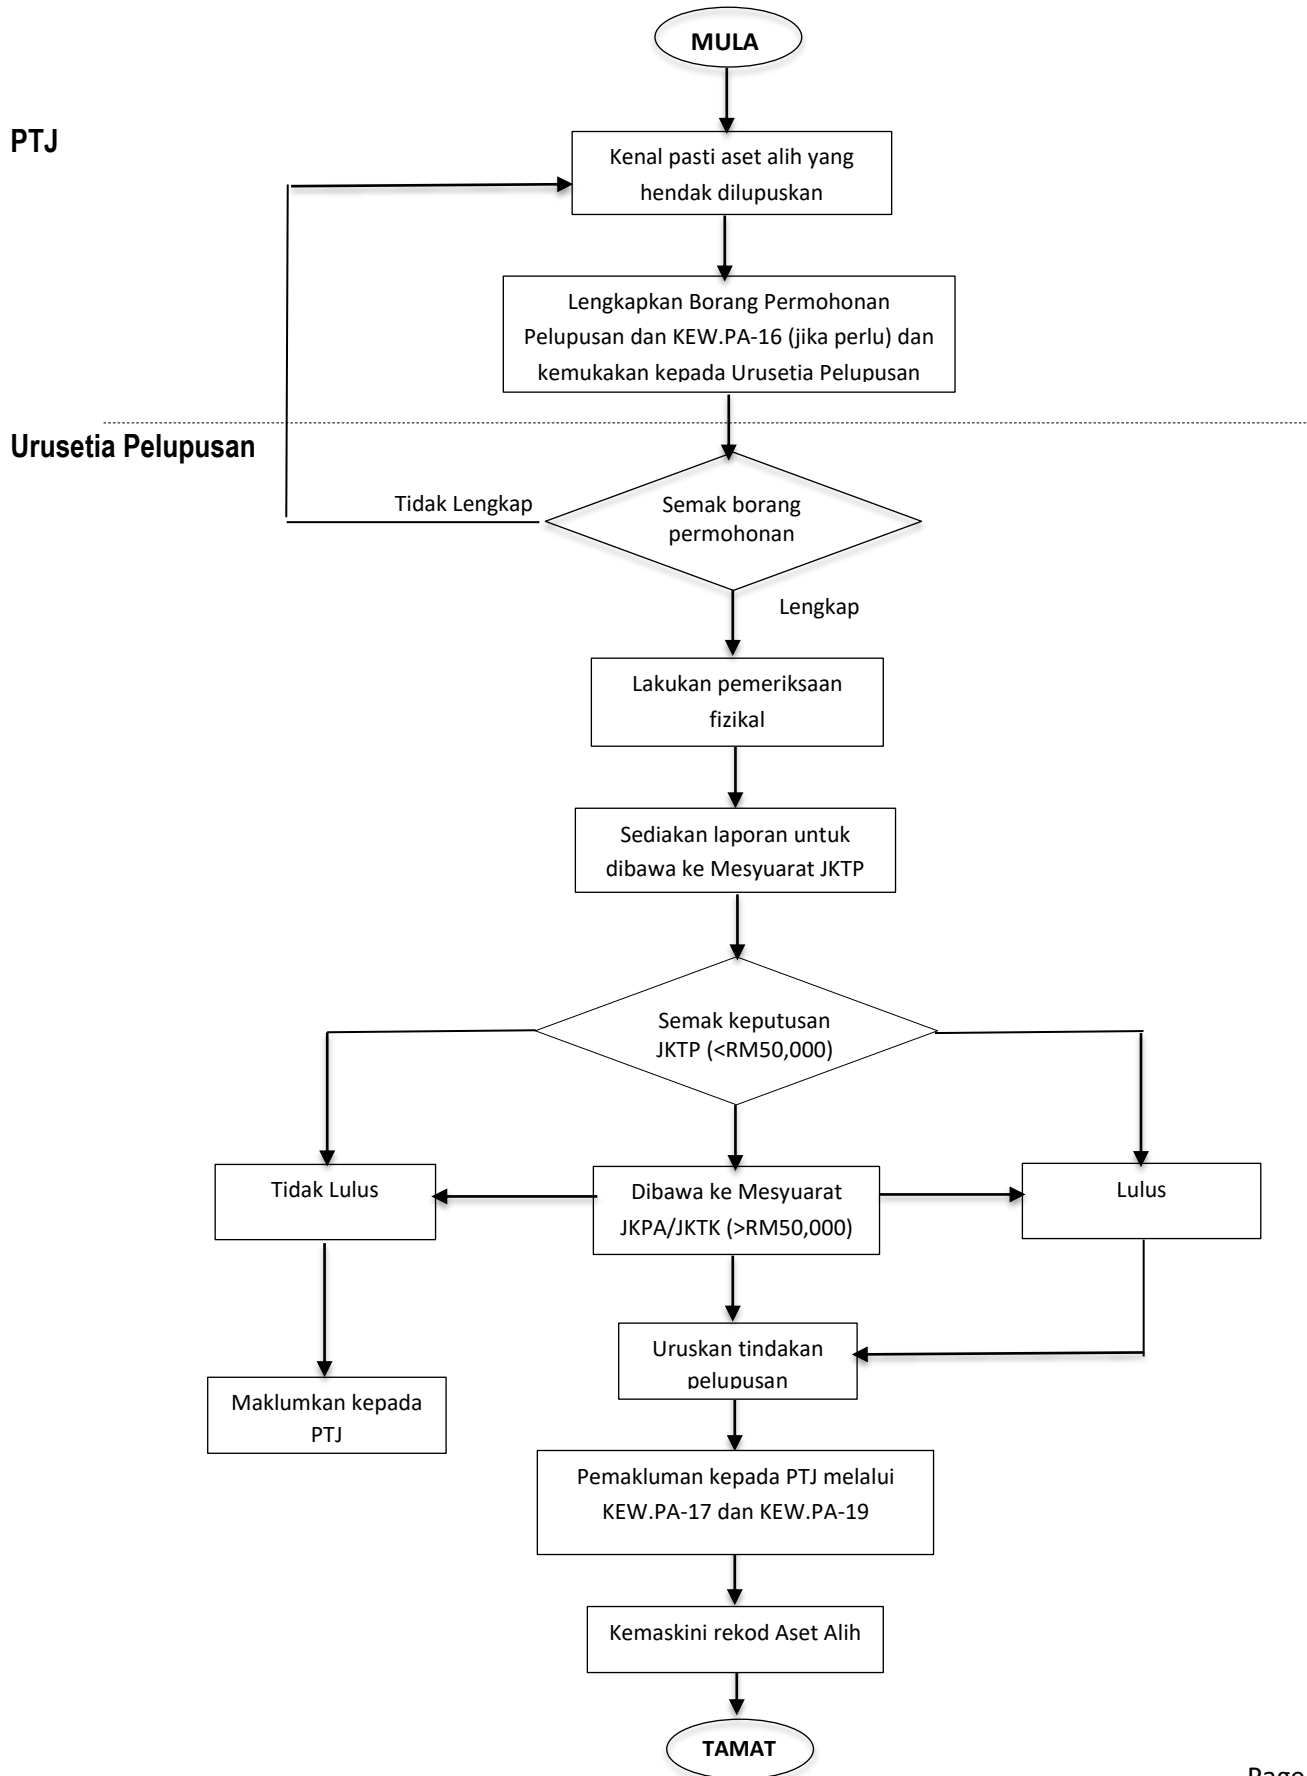 MULA
PTJ
Kenal pasti aset alih yang
hendak dilupuskan
Lengkapkan Borang Permohonan
Pelupusan dan KEW.PA-16 (jika perlu) dan
kemukakan kepada Urusetia Pelupusan
Urusetia Pelupusan
Tidak Lengkap
Semak borang
permohonan
Lengkap
Lakukan pemeriksaan
fizikal
Sediakan laporan untuk
dibawa ke Mesyuarat JKTP
Semak keputusan
JKTP (<RM50,000)
Tidak Lulus
Dibawa ke Mesyuarat
JKPA/JKTK (>RM50,000)
Lulus
Uruskan tindakan
pelupusan
Maklumkan kepada
PTJ
Pemakluman kepada PTJ melalui
KEW.PA-17 dan KEW.PA-19
Kemaskini rekod Aset Alih
TAMAT
Page